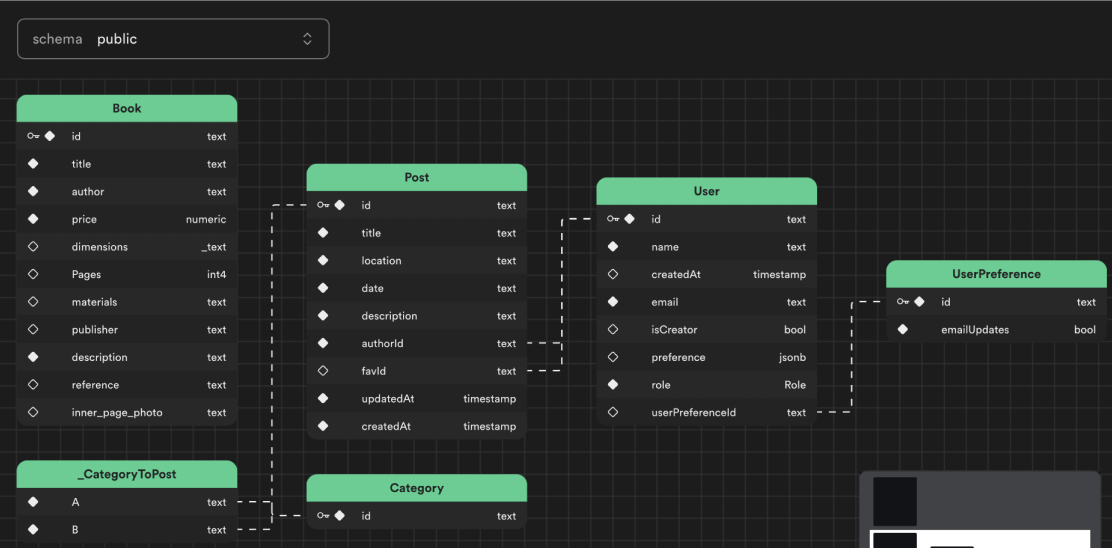 schema public
Book
id text
title text
author text
price numeric
dimensions _text
Pages int4
materials text
publisher text
description text
reference text
inner_page_photo text
_CategoryToPost
A text
B text
Post
id text
title text
location text
date text
description text
authorId text
favId text
updatedAt timestamp
createdAt timestamp
Category
id text
User
id text
name text
createdAt timestamp
email text
isCreator bool
preference jsonb
role Role
userPreferenceId text
UserPreference
id text
emailUpdates bool